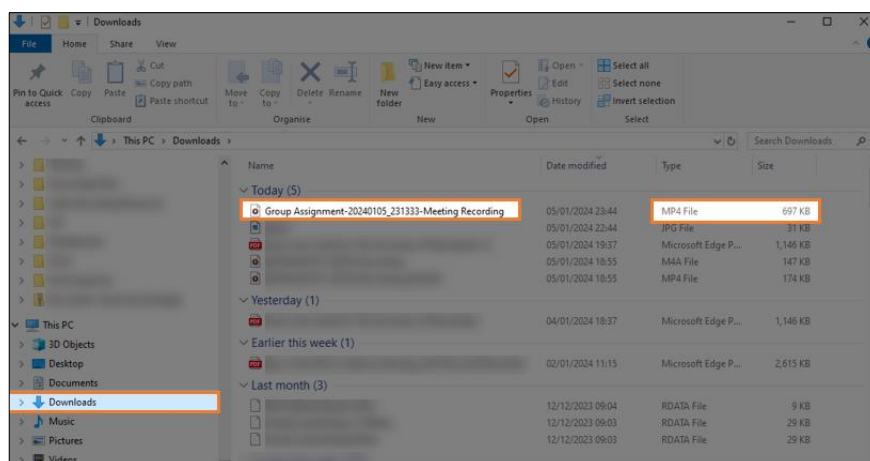 Downloads
File Home Share View
Pin to Quick access
Copy
Paste
Cut
Copy path
Paste shortcut
Clipboard
Move to
Copy to
Delete
Rename
Organise
New folder
New item
Easy access
New
Properties
Open
Edit
History
Open
Select all
Select none
Invert selection
Select
This PC > Downloads >
Search Downloads
Name Date modified Type Size
Today (5)
Group Assignment-20240105_231333-Meeting Recording 05/01/2024 23:44 MP4 File 697 KB
05/01/2024 22:44 JPG File 31 KB
05/01/2024 19:37 Microsoft Edge P... 1,146 KB
05/01/2024 18:55 M4A File 147 KB
05/01/2024 18:55 MP4 File 174 KB
Yesterday (1)
04/01/2024 18:37 Microsoft Edge P... 1,146 KB
Earlier this week (1)
02/01/2024 11:15 Microsoft Edge P... 2,615 KB
Last month (3)
12/12/2023 09:04 RDATA File 9 KB
12/12/2023 09:03 RDATA File 29 KB
12/12/2023 09:03 RDATA File 29 KB
This PC
3D Objects
Desktop
Documents
Downloads
Music
Pictures
Videos